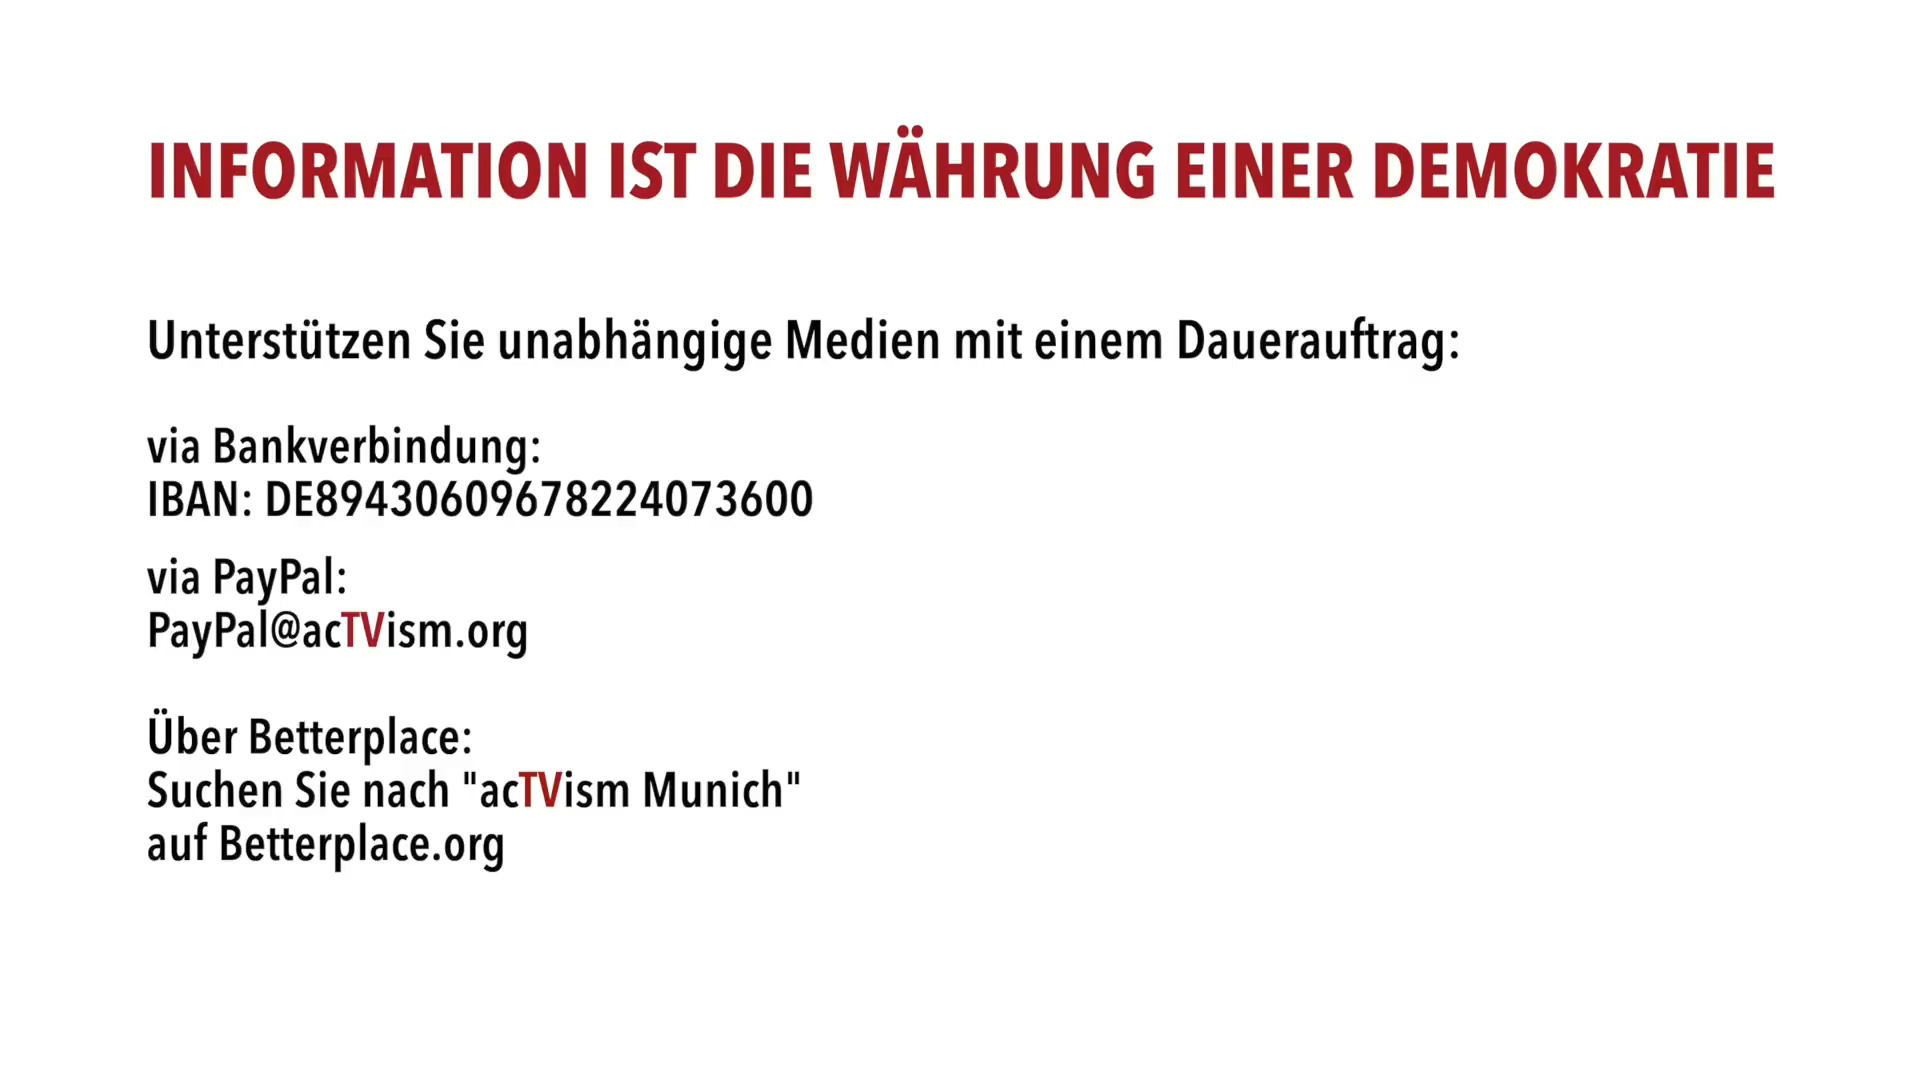 INFORMATION IST DIE WÄHRUNG EINER DEMOKRATIE
Unterstützen Sie unabhängige Medien mit einem Dauerauftrag:
via Bankverbindung:
IBAN: DE89430609678224073600
via PayPal:
PayPal@acTVism.org
Über Betterplace:
Suchen Sie nach "acTVism Munich"
auf Betterplace.org